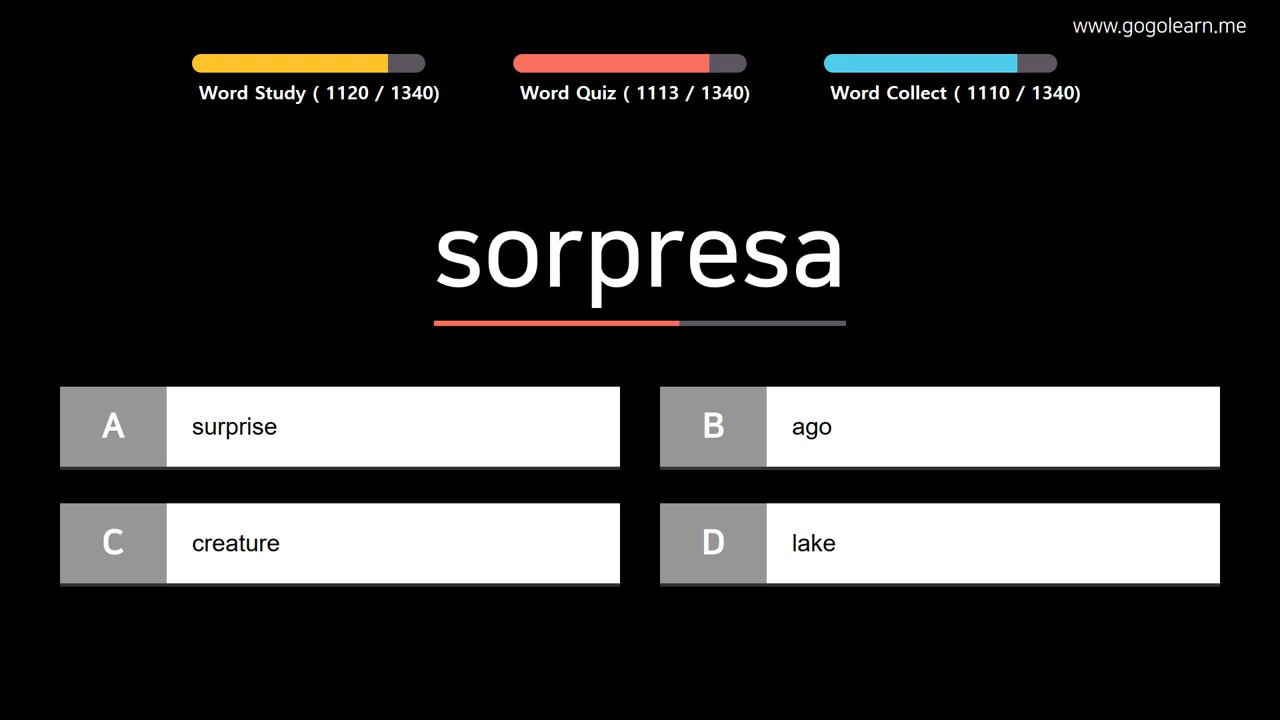 www.gogolearn.me
Word Study ( 1120 / 1340)
Word Quiz ( 1113 / 1340)
Word Collect ( 1110 / 1340)
sorpresa
A surprise
B ago
C creature
D lake